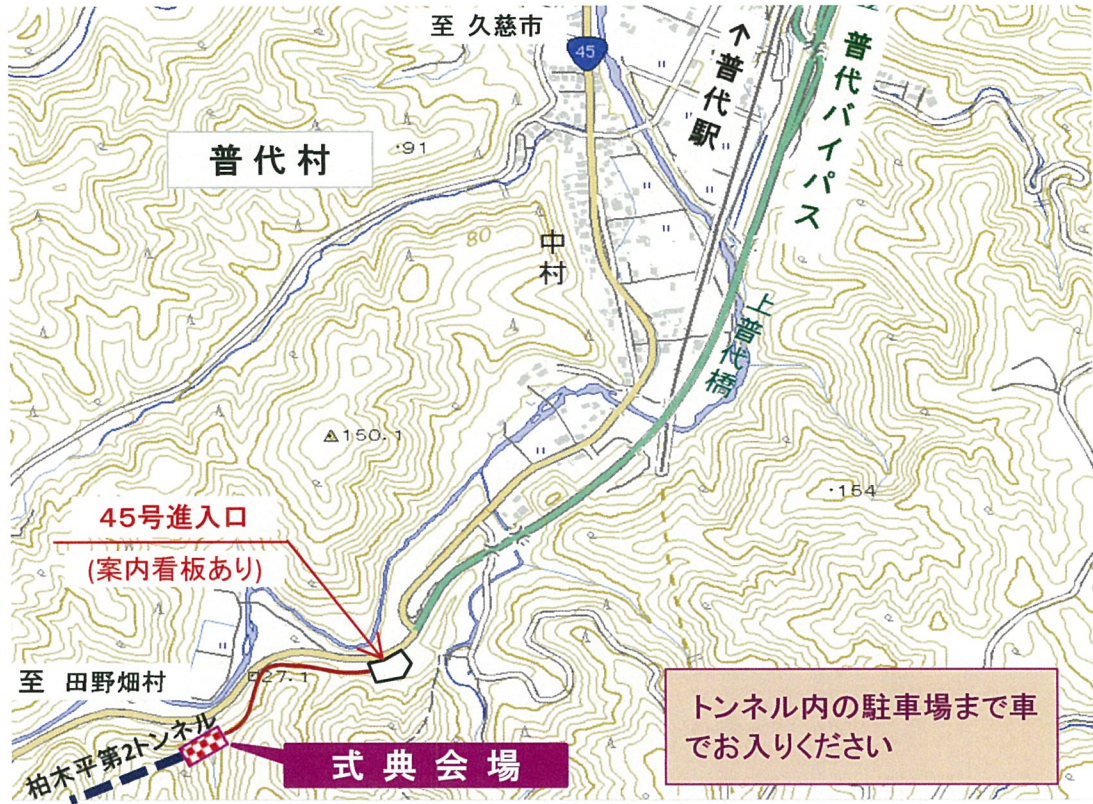 至 久慈市
45
↑普代駅
普代バイパス
普代村
・91
80
中村
上普代橋
150.1
・154
45号進入口
(案内看板あり)
至 田野畑村
27.1
柏木平第2トンネル
式典会場
トンネル内の駐車場まで車
でお入りください